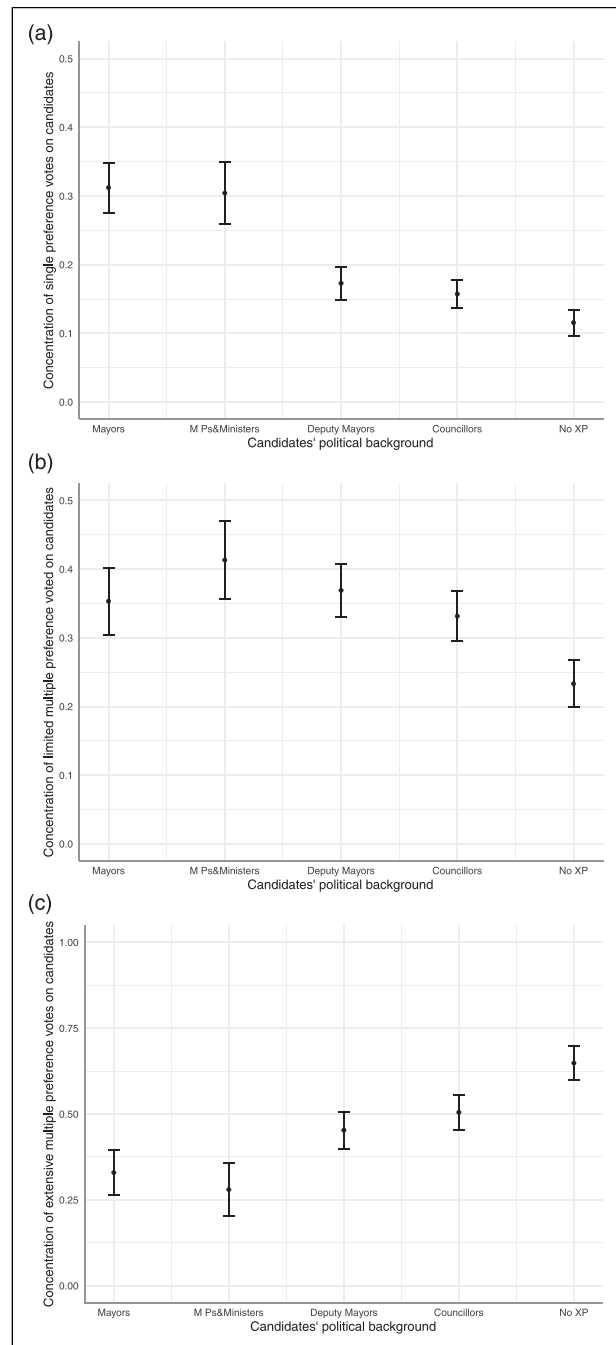 (a)
Concentration of single preference votes on candidates
0.5
0.4
0.3
0.2
0.1
0.0
Mayors M Ps&Ministers Deputy Mayors Councillors No XP
Candidates' political background
(b)
Concentration of limited multiple preference voted on candidates
0.5
0.4
0.3
0.2
0.1
0.0
Mayors M Ps&Ministers Deputy Mayors Councillors No XP
Candidates' political background
(c)
Concentration of extensive multiple preference votes on candidates
1.00
0.75
0.50
0.25
0.00
Mayors M Ps&Ministers Deputy Mayors Councillors No XP
Candidates' political background